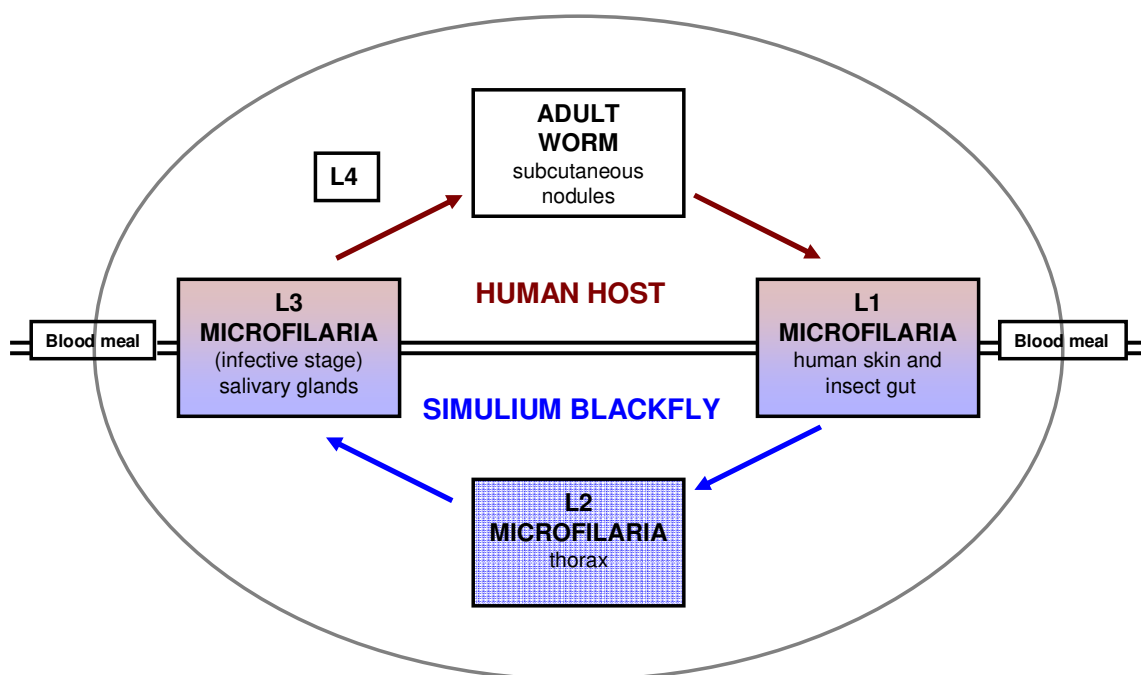 ADULT
WORM
subcutaneous
nodules
L4
HUMAN HOST
L3
MICROFILARIA
(infective stage)
salivary glands
L1
MICROFILARIA
human skin and
insect gut
Blood meal
Blood meal
SIMULIUM BLACKFLY
L2
MICROFILARIA
thorax